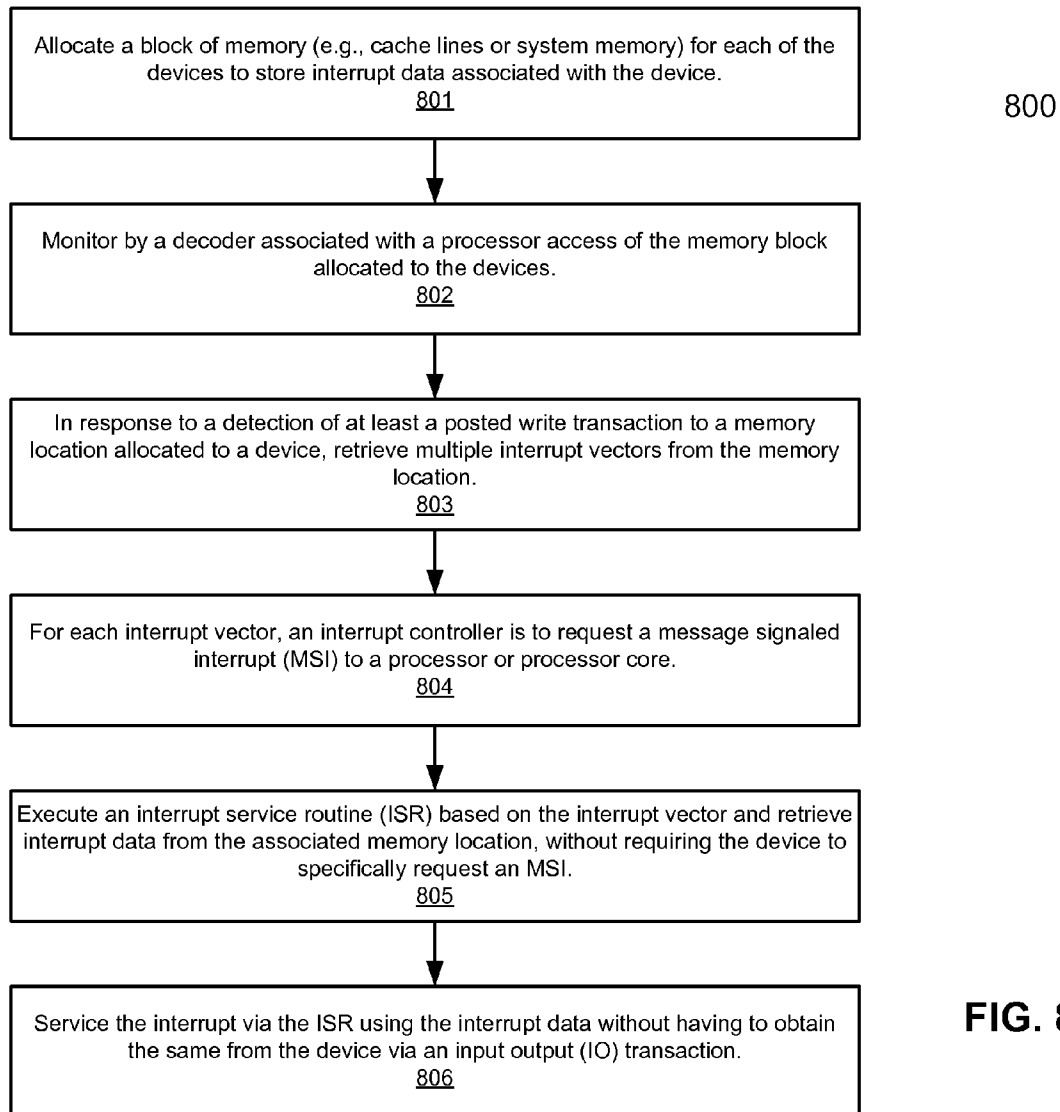 Allocate a block of memory (e.g., cache lines or system memory) for each of the
devices to store interrupt data associated with the device.
801
800
Monitor by a decoder associated with a processor access of the memory block
allocated to the devices.
802
In response to a detection of at least a posted write transaction to a memory
location allocated to a device, retrieve multiple interrupt vectors from the memory
location.
803
For each interrupt vector, an interrupt controller is to request a message signaled
interrupt (MSI) to a processor or processor core.
804
Execute an interrupt service routine (ISR) based on the interrupt vector and retrieve
interrupt data from the associated memory location, without requiring the device to
specifically request an MSI.
805
Service the interrupt via the ISR using the interrupt data without having to obtain
the same from the device via an input output (IO) transaction.
806
FIG. 8